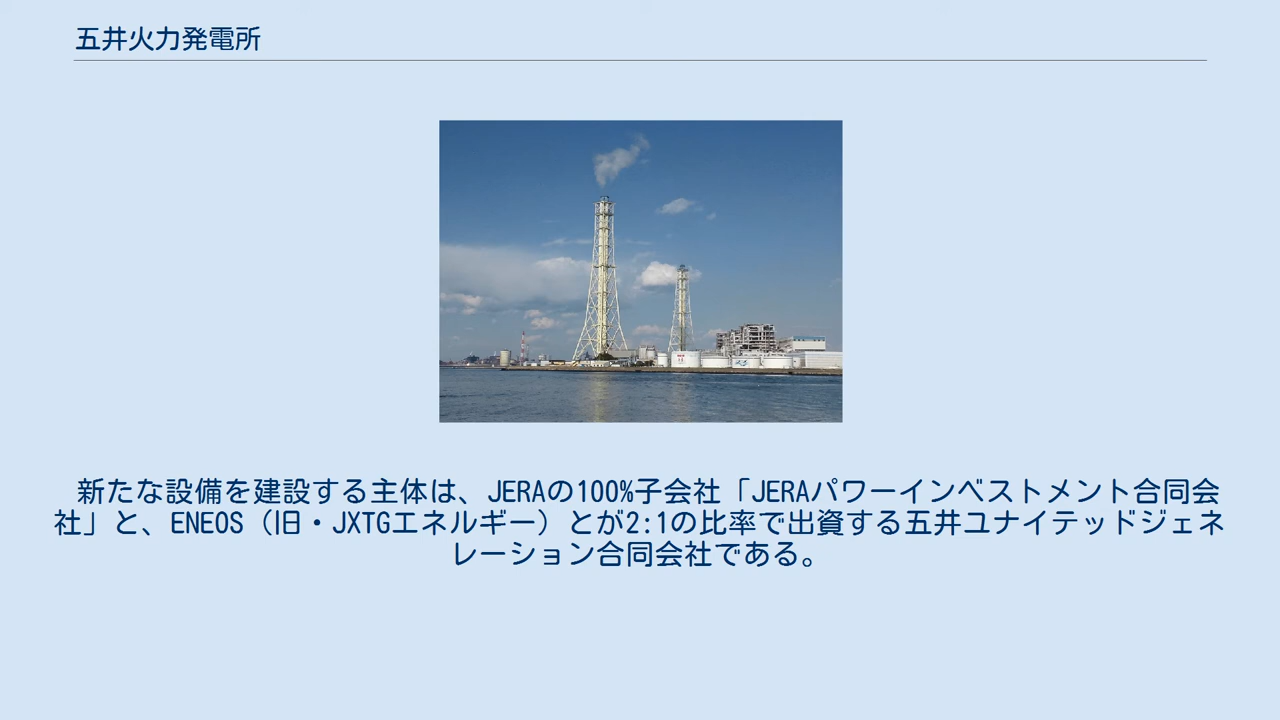 五井火力発電所
新たな設備を建設する主体は、JERAの100%子会社「JERAパワーインベストメント合同会
社」と、ENEOS（旧・JXTGエネルギー）とが2:1の比率で出資する五井ユナイテッドジェネ
レーション合同会社である。